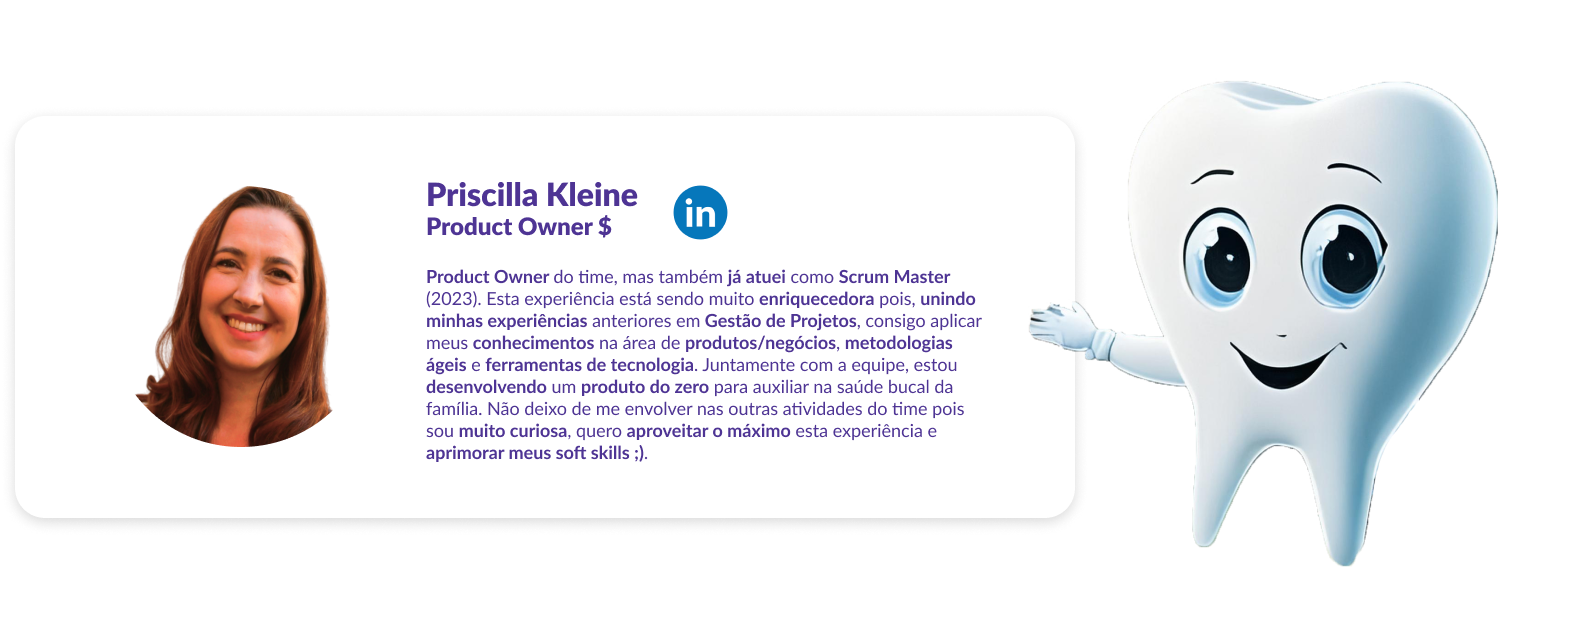 Priscilla Kleine
Product Owner $
in
Product Owner do time, mas também já atuei como Scrum Master
(2023). Esta experiência está sendo muito enriquecedora pois, unindo
minhas experiências anteriores em Gestão de Projetos, consigo aplicar
meus conhecimentos na área de produtos/negócios, metodologias
ágeis e ferramentas de tecnologia. Juntamente com a equipe, estou
desenvolvendo um produto do zero para auxiliar na saúde bucal da
família. Não deixo de me envolver nas outras atividades do time pois
sou muito curiosa, quero aproveitar o máximo esta experiência e
aprimorar meus soft skills ;).